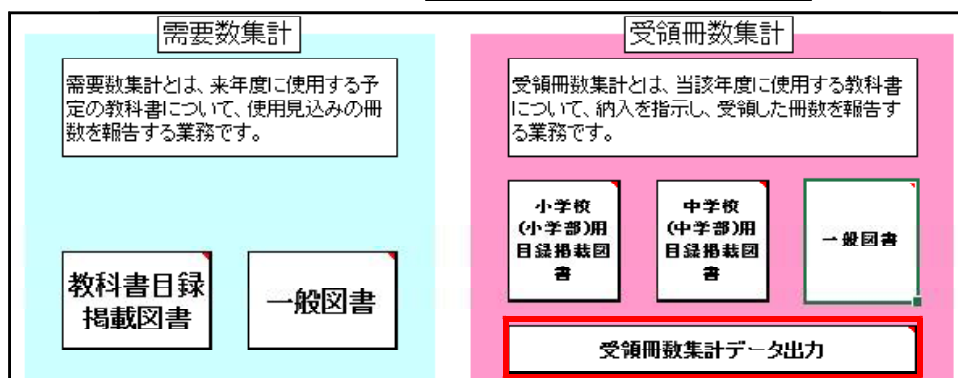 需要数集計
需要数集計とは、来年度に使用する予
定の教科書について、使用見込みの冊
数を報告する業務です。
教科書目録
掲載図書
一般図書
受領冊数集計
受領冊数集計とは、当該年度に使用する教科書
について、納入を指示し、受領した冊数を報告す
る業務です。
小学校
(小学部)用
目録掲載図
書
中学校
(中学部)用
目録掲載図
書
一般図書
受領冊数集計データ出力